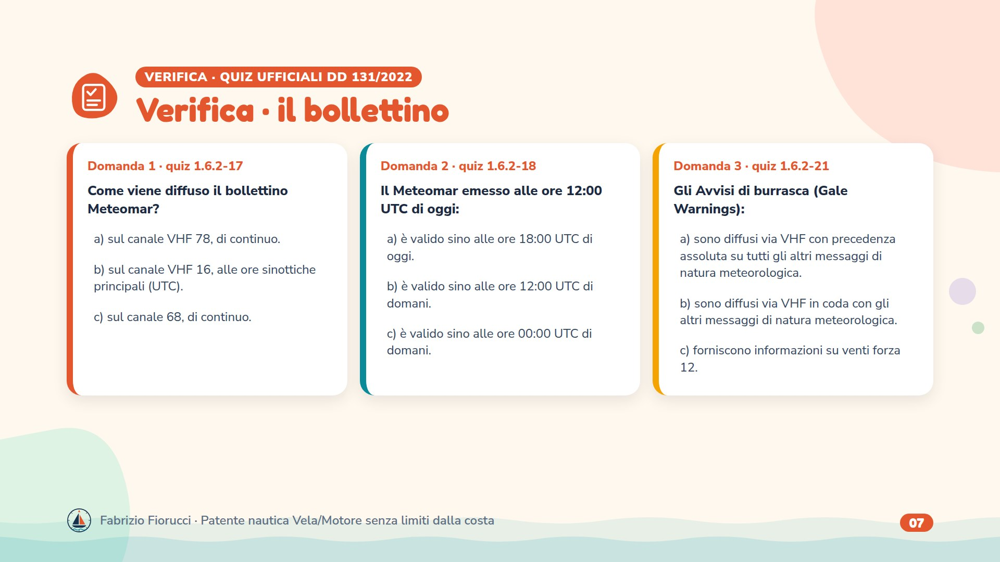 VERIFICA · QUIZ UFFICIALI DD 131/2022
Verifica · il bollettino
Domanda 1 · quiz 1.6.2-17
Come viene diffuso il bollettino
Meteomar?
a) sul canale VHF 78, di continuo.
b) sul canale VHF 16, alle ore sinottiche
principali (UTC).
c) sul canale 68, di continuo.
Domanda 2 · quiz 1.6.2-18
Il Meteomar emesso alle ore 12:00
UTC di oggi:
a) è valido sino alle ore 18:00 UTC di
oggi.
b) è valido sino alle ore 12:00 UTC di
domani.
c) è valido sino alle ore 00:00 UTC di
domani.
Domanda 3 · quiz 1.6.2-21
Gli Avvisi di burrasca (Gale
Warnings):
a) sono diffusi via VHF con precedenza
assoluta su tutti gli altri messaggi di
natura meteorologica.
b) sono diffusi via VHF in coda con gli
altri messaggi di natura meteorologica.
c) forniscono informazioni su venti forza
12.
Fabrizio Fiorucci · Patente nautica Vela/Motore senza limiti dalla costa
07